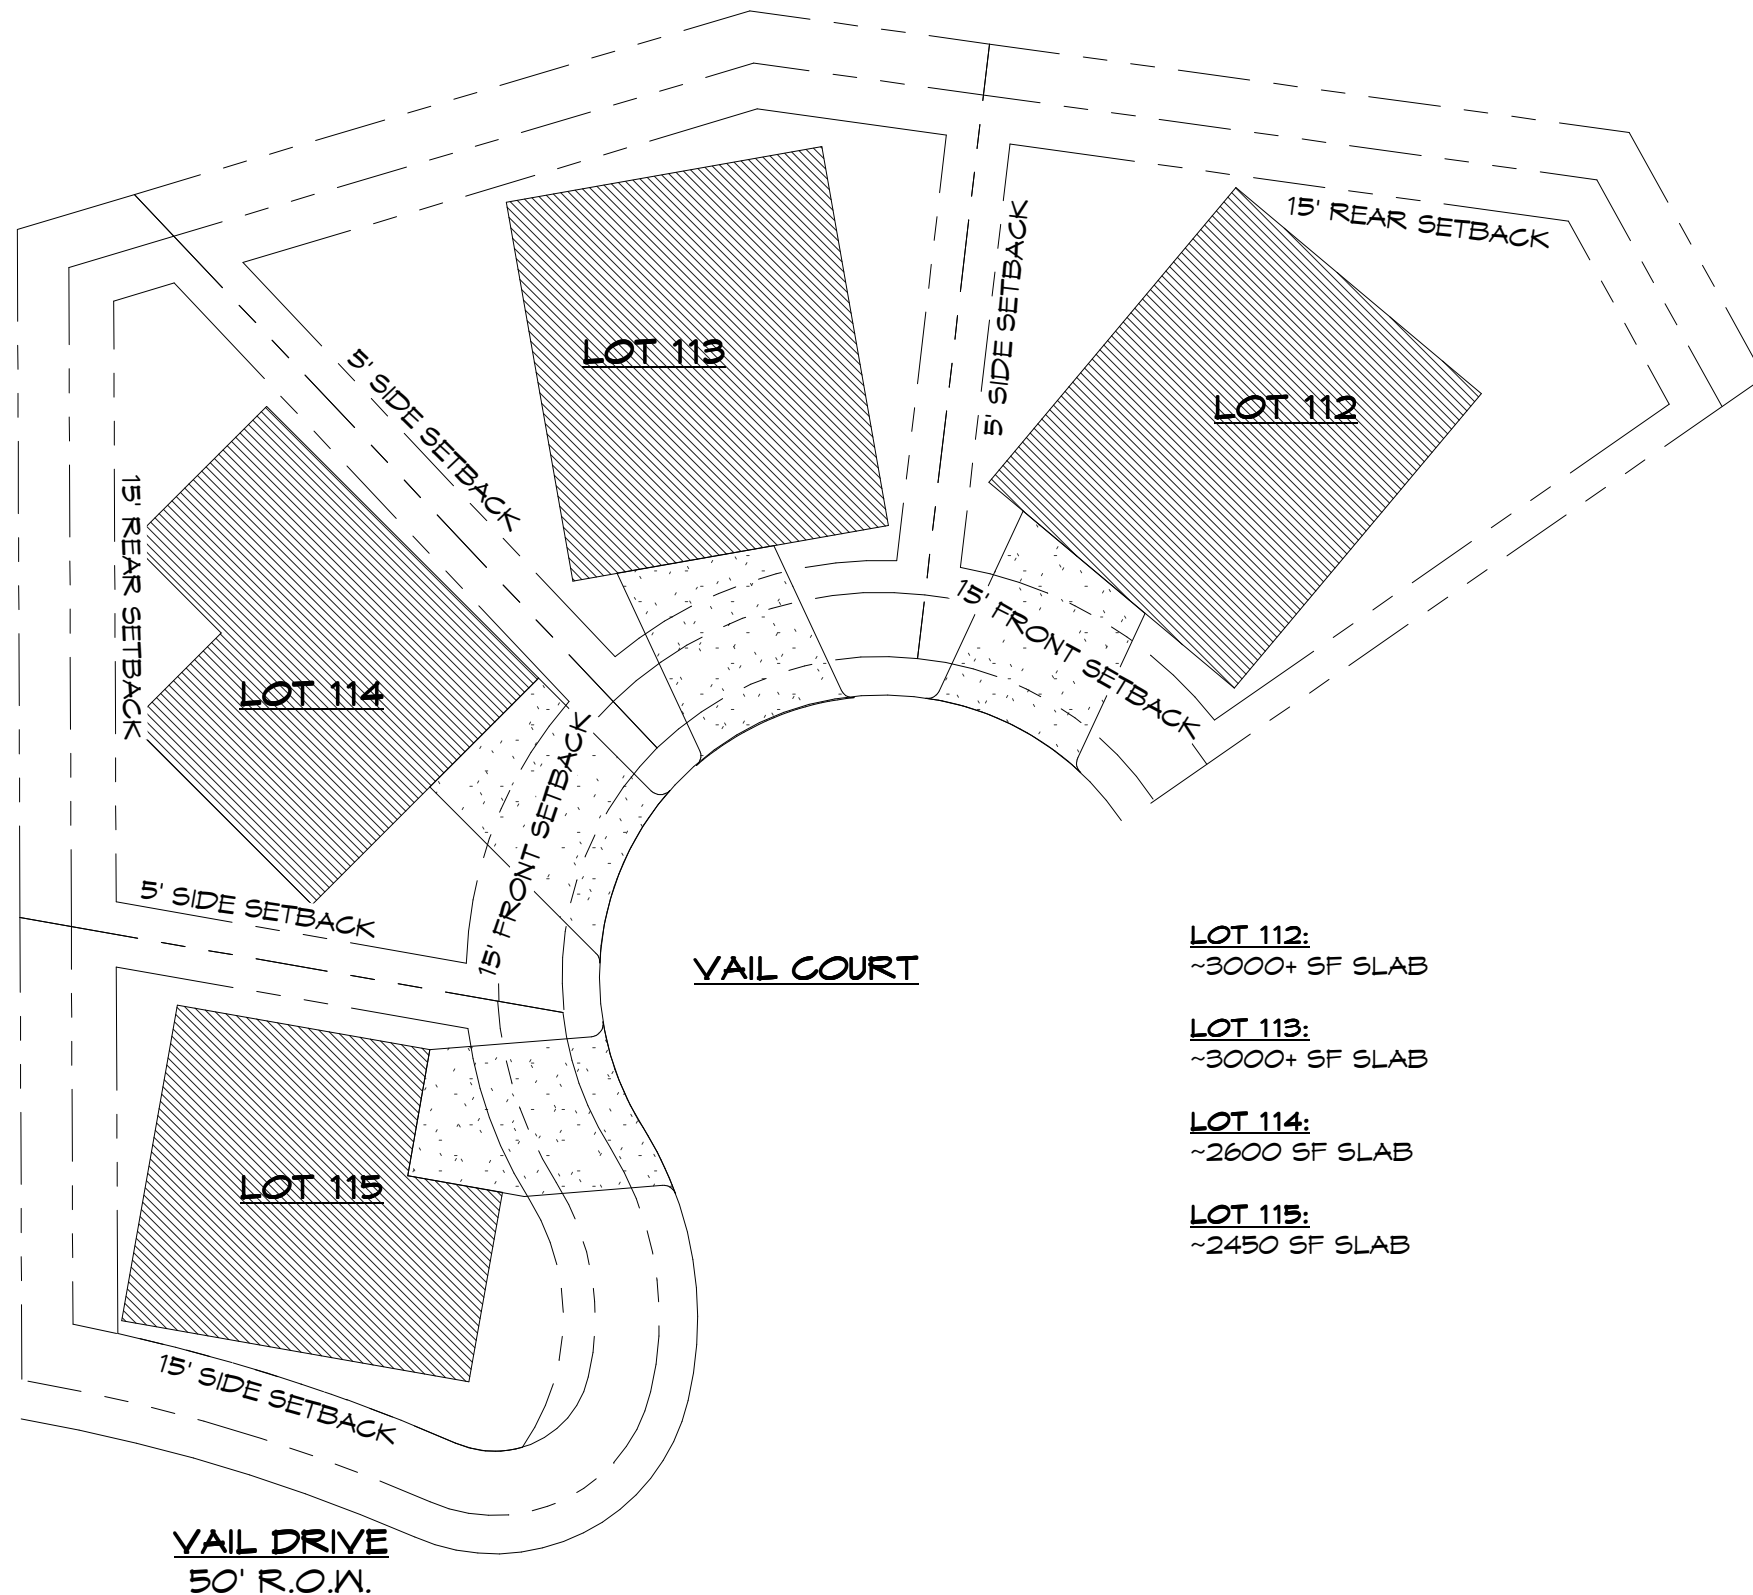 15' REAR SETBACK
5' SIDE SETBACK
LOT 113
5' SIDE SETBACK
LOT 112
15' REAR SETBACK
15' FRONT SETBACK
LOT 114
15' FRONT SETBACK
5' SIDE SETBACK
VAIL COURT
LOT 115
15' SIDE SETBACK
VAIL DRIVE
50' R.O.W.
LOT 112:
~3000+ SF SLAB
LOT 113:
~3000+ SF SLAB
LOT 114:
~2600 SF SLAB
LOT 115:
~2450 SF SLAB